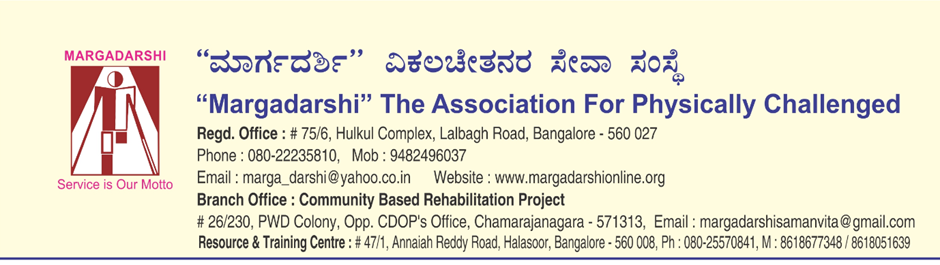 MARGADARSHI
Service is Our Motto
“ಮಾರ್ಗದರ್ಶಿ” ವಿಕಲಚೇತನರ ಸೇವಾ ಸಂಸ್ಥೆ
“Margadarshi” The Association For Physically Challenged
Regd. Office : # 75/6, Hulkul Complex, Lalbagh Road, Bangalore - 560 027
Phone : 080-22235810, Mob : 9482496037
Email : marga_darshi@yahoo.co.in Website : www.margadarshionline.org
Branch Office : Community Based Rehabilitation Project
# 26/230, PWD Colony, Opp. CDOP's Office, Chamarajanagara - 571313, Email : margadarshisamanvita@gmail.com
Resource & Training Centre : # 47/1, Annaiah Reddy Road, Halasoor, Bangalore - 560 008, Ph : 080-25570841, M : 8618677348 / 8618051639